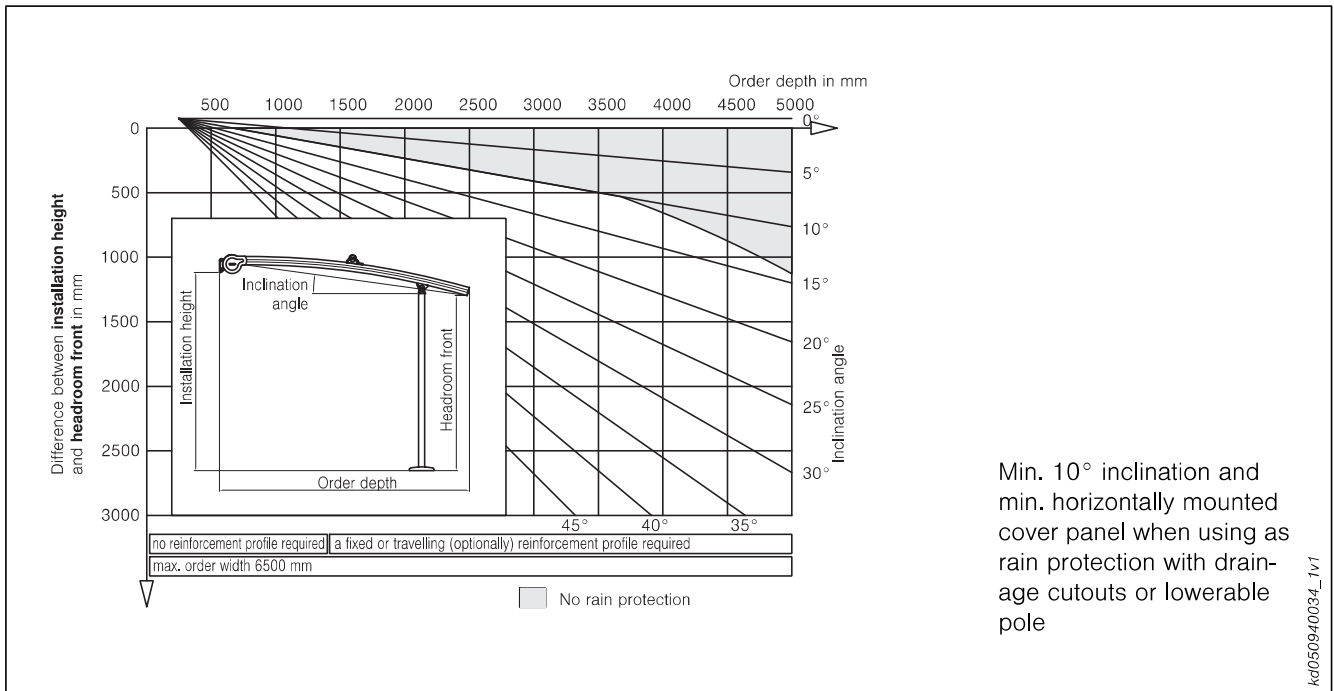 Order depth in mm
500 1000 1500 2000 2500 3000 3500 4000 4500 5000
0
500
1000
1500
2000
2500
3000
Difference between installation height
and headroom front in mm
0°
5°
10°
15°
20°
25°
30°
35°
40°
45°
Inclination angle
Inclination
angle
Installation height
Headroom front
Order depth
no reinforcement profile required
a fixed or travelling (optionally) reinforcement profile required
max. order width 6500 mm
No rain protection
Min. 10° inclination and
min. horizontally mounted
cover panel when using as
rain protection with drain-
age cutouts or lowerable
pole
kd050940034_1v1